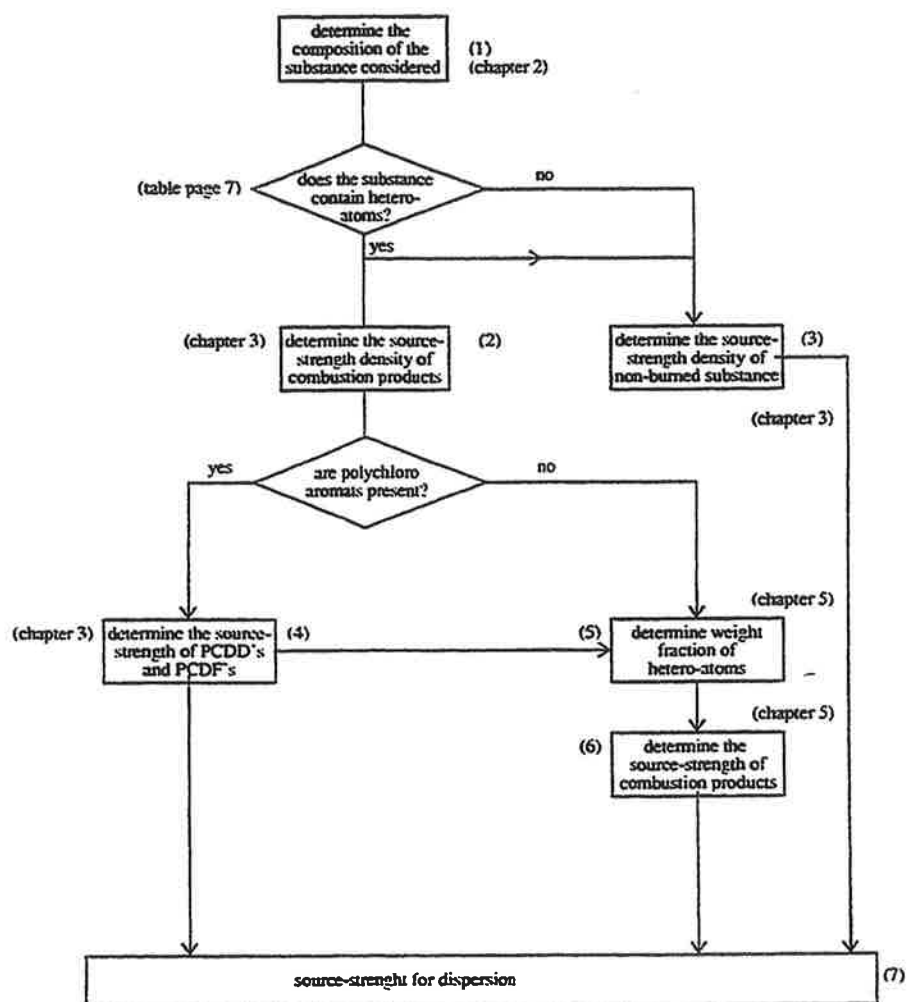 determine the
composition of the
substance considered
(1)
(chapter 2)
(table page 7)
does the substance
contain hetero-
atoms?
no
yes
(chapter 3)
determine the source-
strength density of
combustion products
(2)
determine the source-
strength density of
non-burned substance
(3)
(chapter 3)
yes
are polychloro
aromats present?
no
(chapter 3)
determine the source-
strength of PCDD's
and PCDF's
(4)
(chapter 5)
(5)
determine weight
fraction of
hetero-atoms
(chapter 5)
(6)
determine the
source-strength of
combustion products
source-strenght for dispersion
(7)